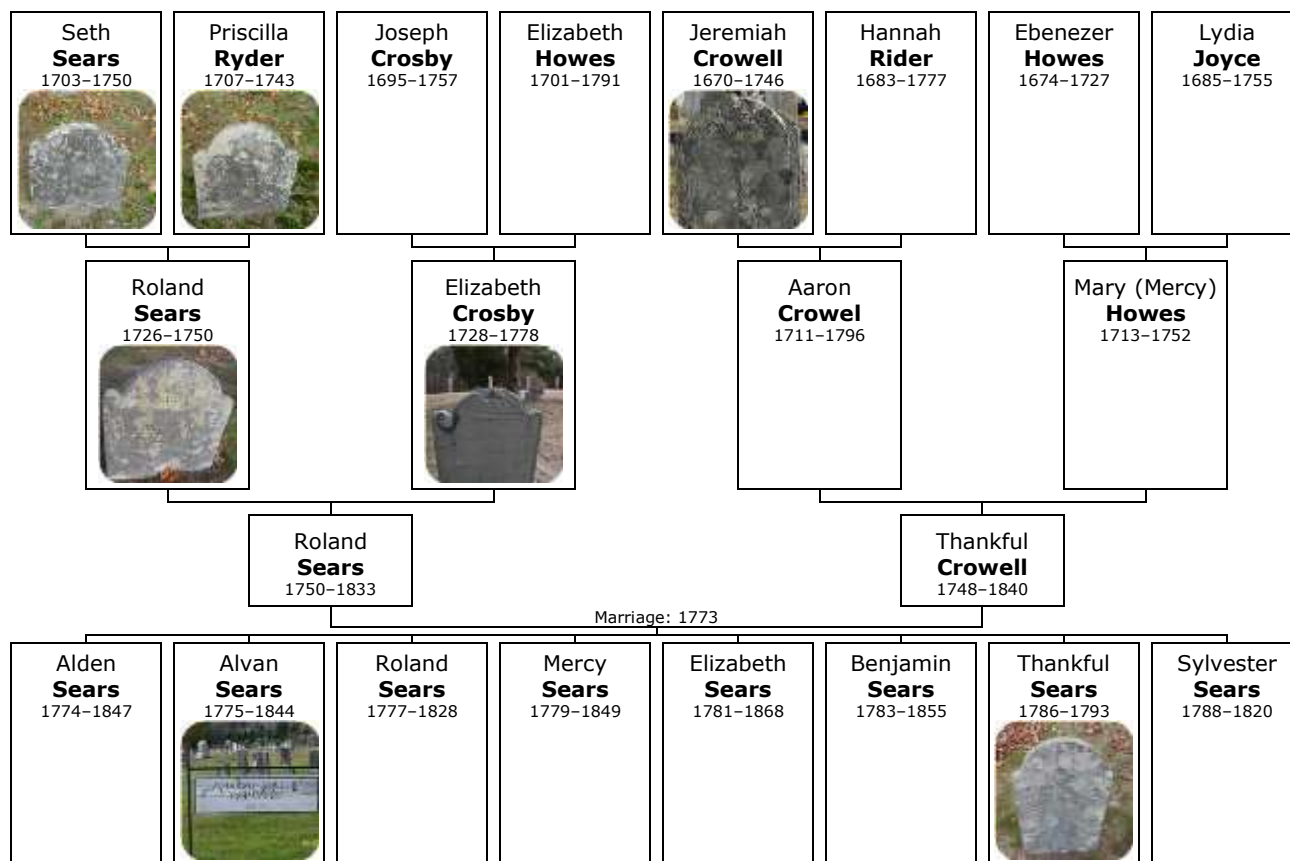 Seth
Sears
1703–1750
Priscilla
Ryder
1707–1743
Joseph
Crosby
1695–1757
Elizabeth
Howes
1701–1791
Jeremiah
Crowell
1670–1746
Hannah
Rider
1683–1777
Ebenezer
Howes
1674–1727
Lydia
Joyce
1685–1755
Roland
Sears
1726–1750
Elizabeth
Crosby
1728–1778
Aaron
Crowel
1711–1796
Mary (Mercy)
Howes
1713–1752
Roland
Sears
1750–1833
Thankful
Crowell
1748–1840
Marriage: 1773
Alden
Sears
1774–1847
Alvan
Sears
1775–1844
Roland
Sears
1777–1828
Mercy
Sears
1779–1849
Elizabeth
Sears
1781–1868
Benjamin
Sears
1783–1855
Thankful
Sears
1786–1793
Sylvester
Sears
1788–1820